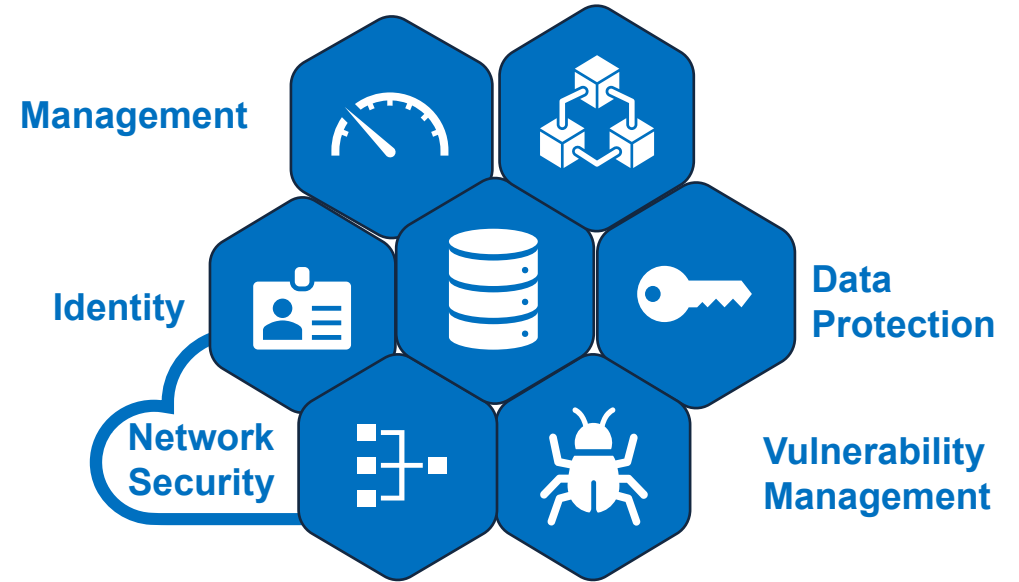 Management
Identity
Data
Protection
Network
Security
Vulnerability
Management